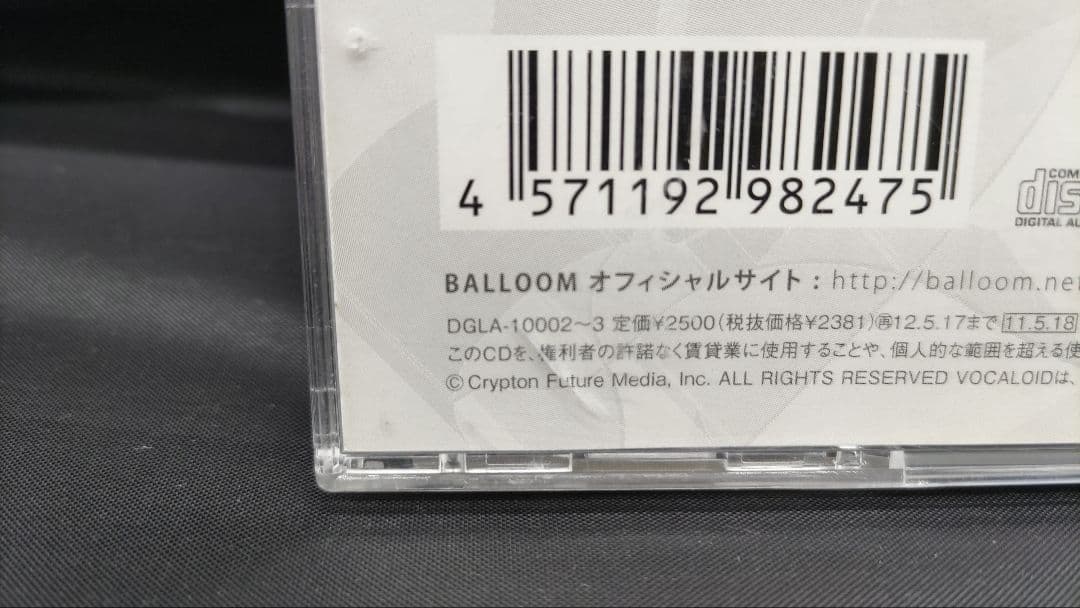 4 571192 982475
COM
dis
DIGITAL AU
BALLOOM オフィシャルサイト : http://balloom.net
DGLA-10002〜3 定価¥2500(税抜価格¥2381)㊢12.5.17まで 11.5.18
このCDを、権利者の許諾なく賃貸業に使用することや、個人的な範囲を超える使
©Crypton Future Media, Inc. ALL RIGHTS RESERVED VOCALOIDは、